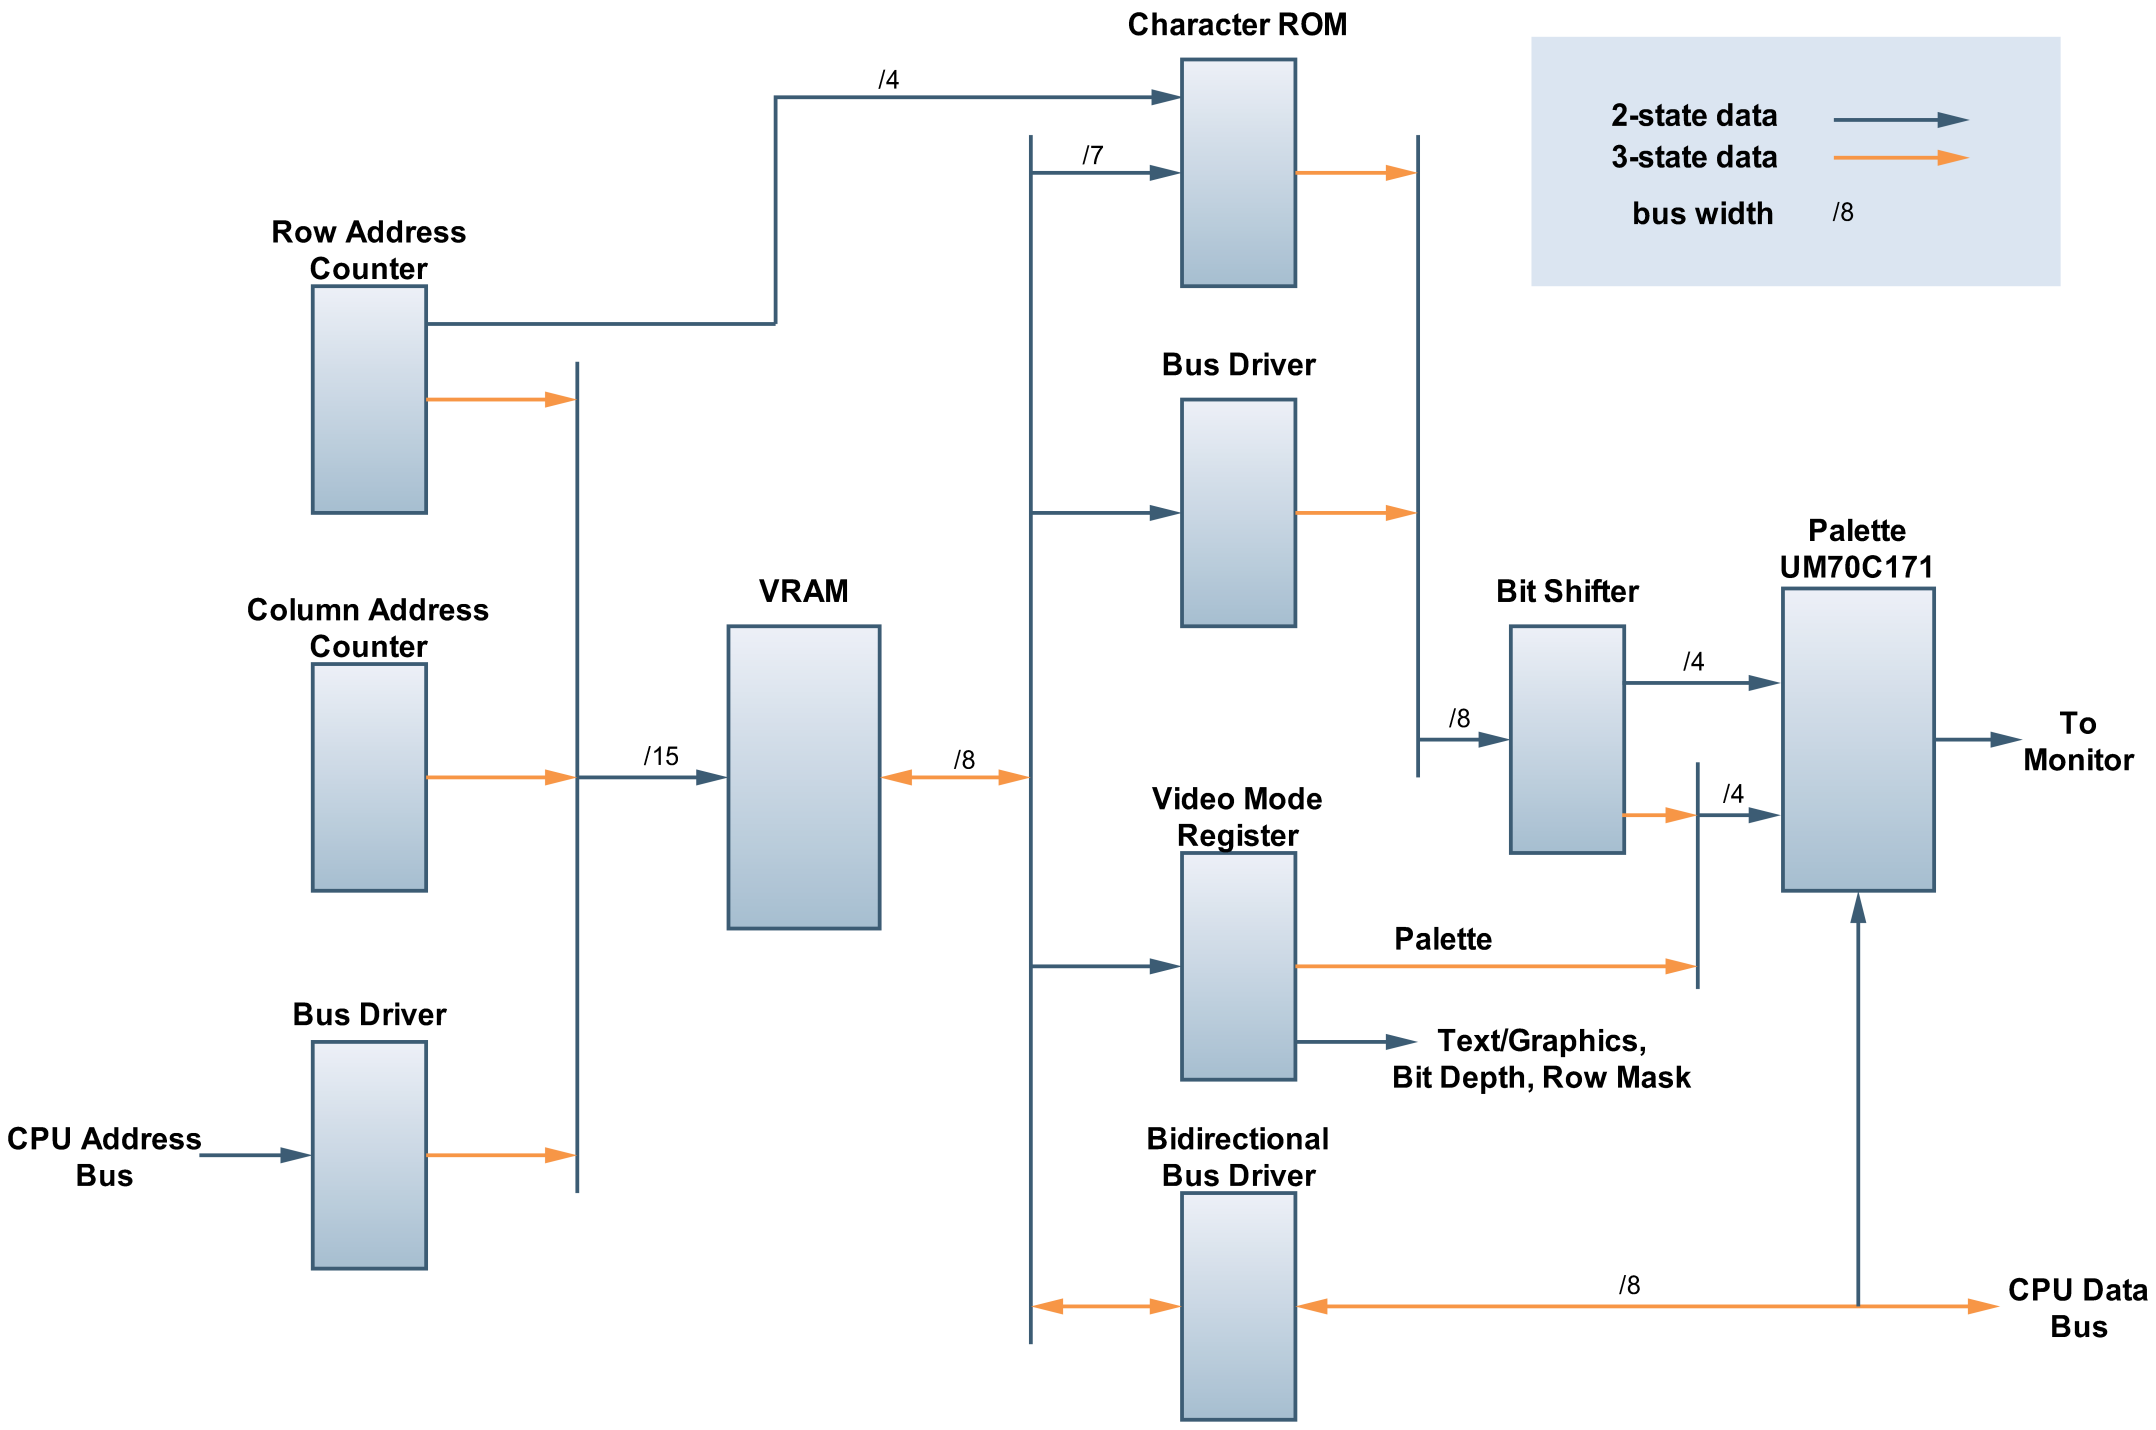 Character ROM
/4
/7
2-state data
3-state data
bus width
/8
Row Address
Counter
Bus Driver
Palette
UM70C171
Column Address
Counter
VRAM
Bit Shifter
/4
/15
/8
/8
To
Monitor
/4
Video Mode
Register
Palette
Bus Driver
Text/Graphics,
Bit Depth, Row Mask
CPU Address
Bus
Bidirectional
Bus Driver
/8
CPU Data
Bus